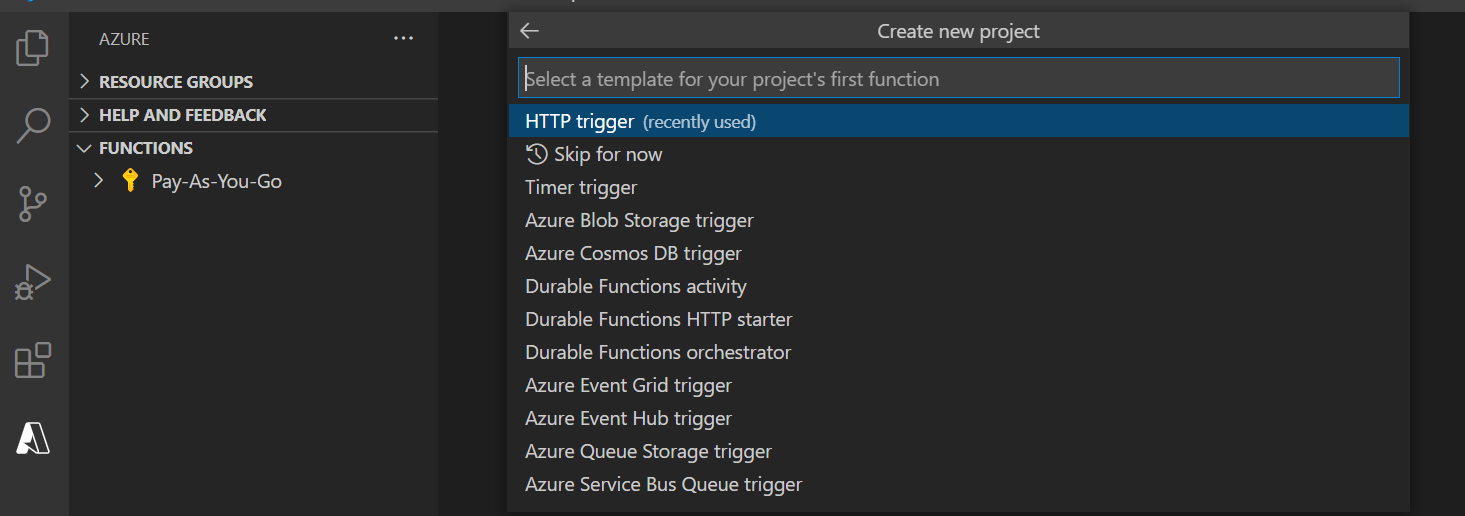 AZURE
RESOURCE GROUPS
HELP AND FEEDBACK
FUNCTIONS
Pay-As-You-Go
Create new project
Select a template for your project's first function
HTTP trigger (recently used)
Skip for now
Timer trigger
Azure Blob Storage trigger
Azure Cosmos DB trigger
Durable Functions activity
Durable Functions HTTP starter
Durable Functions orchestrator
Azure Event Grid trigger
Azure Event Hub trigger
Azure Queue Storage trigger
Azure Service Bus Queue trigger